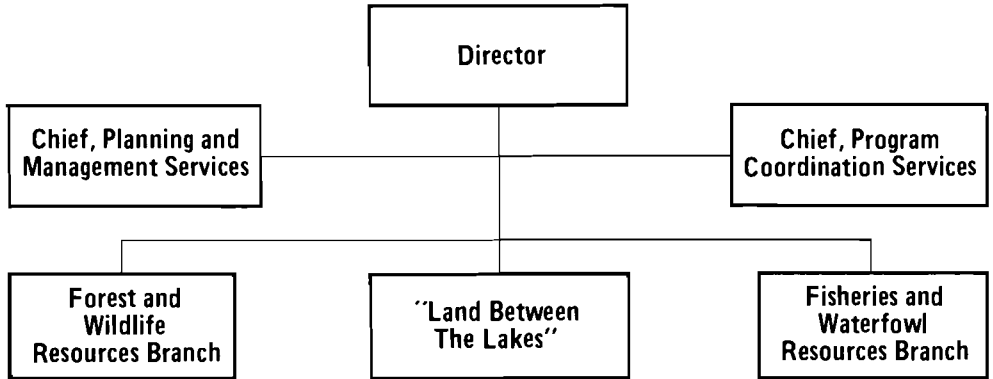 Director
Chief, Planning and
Management Services
Chief, Program
Coordination Services
Forest and
Wildlife
Resources Branch
"Land Between
The Lakes"
Fisheries and
Waterfowl
Resources Branch